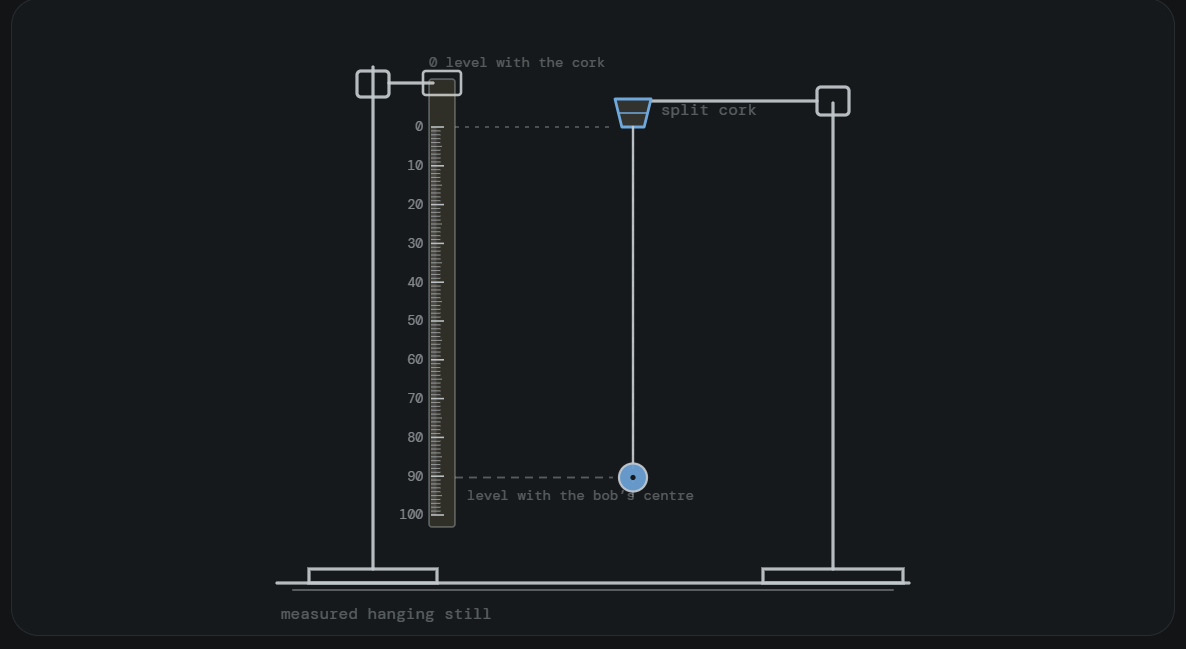 0 level with the cork
split cork
0
10
20
30
40
50
60
70
80
90
level with the bob's centre
100
measured hanging still